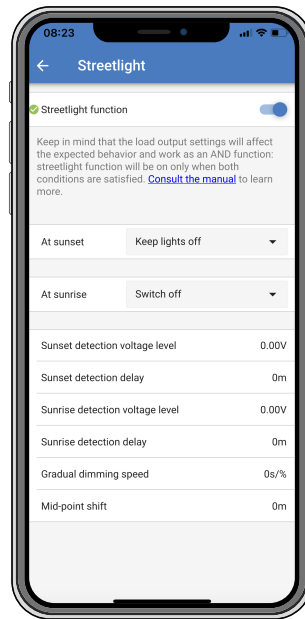 08:23
Streetlight
Streetlight function
Keep in mind that the load output settings will affect
the expected behavior and work as an AND function:
streetlight function will be on only when both
conditions are satisfied. Consult the manual to learn
more.
At sunset Keep lights off
At sunrise Switch off
Sunset detection voltage level 0.00V
Sunset detection delay 0m
Sunrise detection voltage level 0.00V
Sunrise detection delay 0m
Gradual dimming speed 0s/%
Mid-point shift 0m